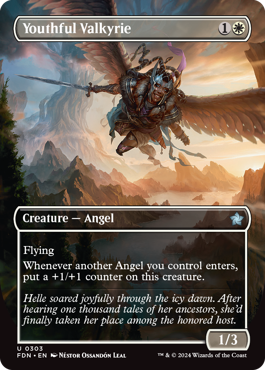 Youthful Valkyrie 1
Creature — Angel
Flying
Whenever another Angel you control enters,
put a +1/+1 counter on this creature.
Helle soared joyfully through the icy dawn. After
hearing one thousand tales of her ancestors, she'd
finally taken her place among the honored host.
1/3
U 0303
FDN • EN Néstor Ossandón Leal
™ & © 2024 Wizards of the Coast